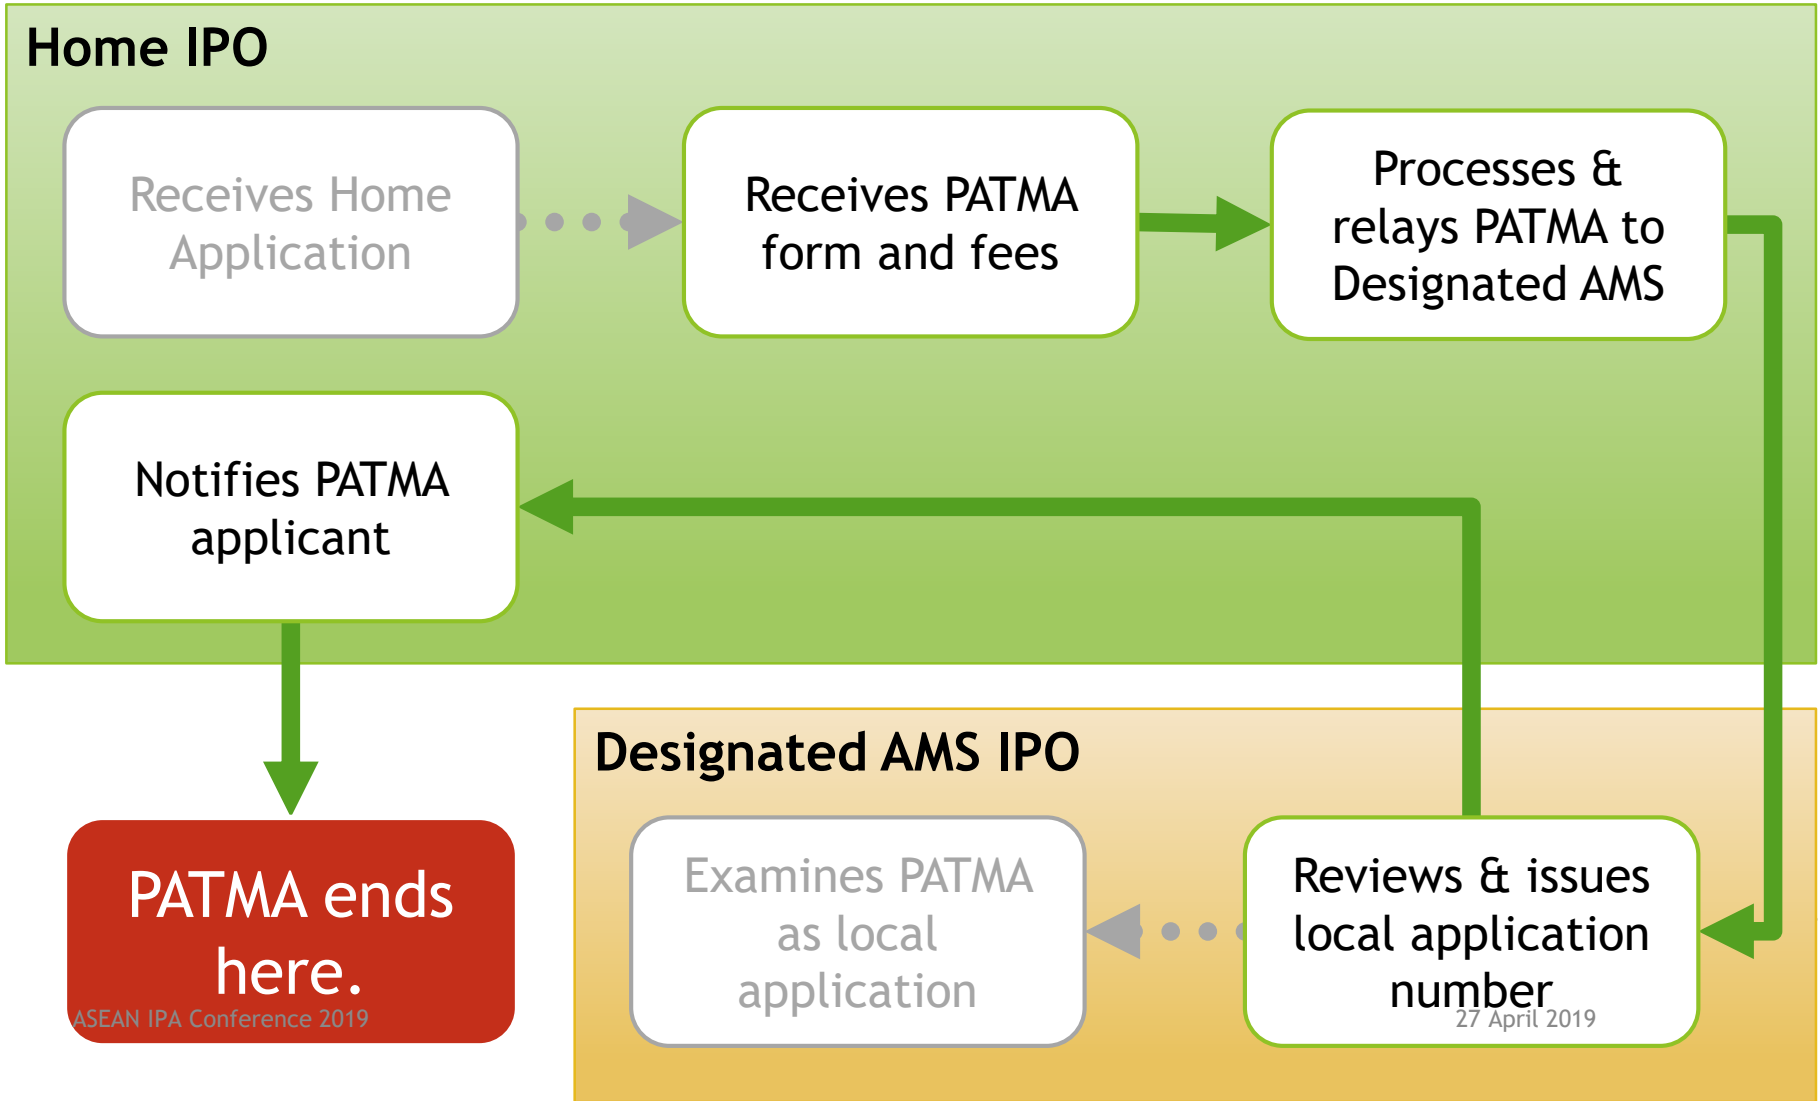 Home IPO
Receives Home
Application
Receives PATMA
form and fees
Processes &
relays PATMA to
Designated AMS
Notifies PATMA
applicant
PATMA ends
here.
ASEAN IPA Conference 2019
Designated AMS IPO
Examines PATMA
as local
application
Reviews & issues
local application
number
27 April 2019